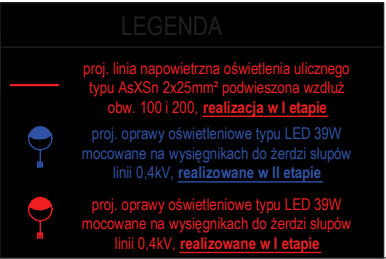 LEGENDA
proj. linia napowietrzna oświetlenia ulicznego
typu AsXSn 2x25mm² podwieszona wzdłuż
obw. 100 i 200, realizacja w I etapie
proj. oprawy oświetleniowe typu LED 39W
mocowane na wysięgnikach do żerdzi słupów
linii 0,4kV, realizowane w II etapie
proj. oprawy oświetleniowe typu LED 39W
mocowane na wysięgnikach do żerdzi słupów
linii 0,4kV, realizowane w I etapie